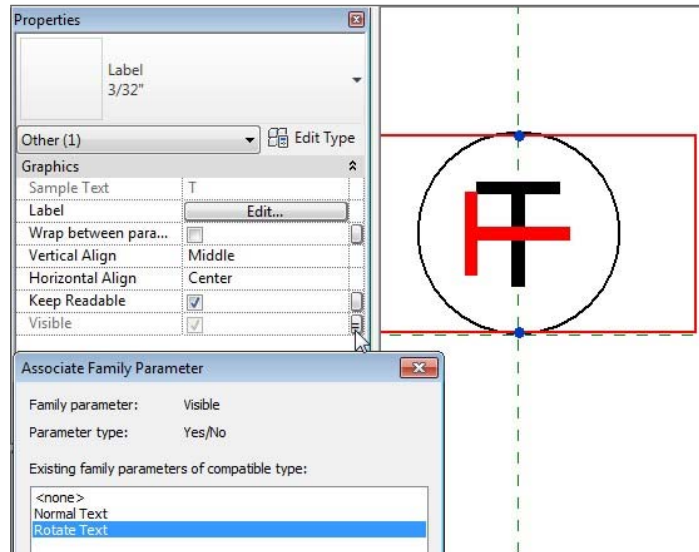 Properties
Label
3/32"
Other (1)
Edit Type
Graphics
Sample Text T
Label Edit...
Wrap between para...
Vertical Align Middle
Horizontal Align Center
Keep Readable
Visible
Associate Family Parameter
Family parameter: Visible
Parameter type: Yes/No
Existing family parameters of compatible type:
<none>
Normal Text
Rotate Text
T
T